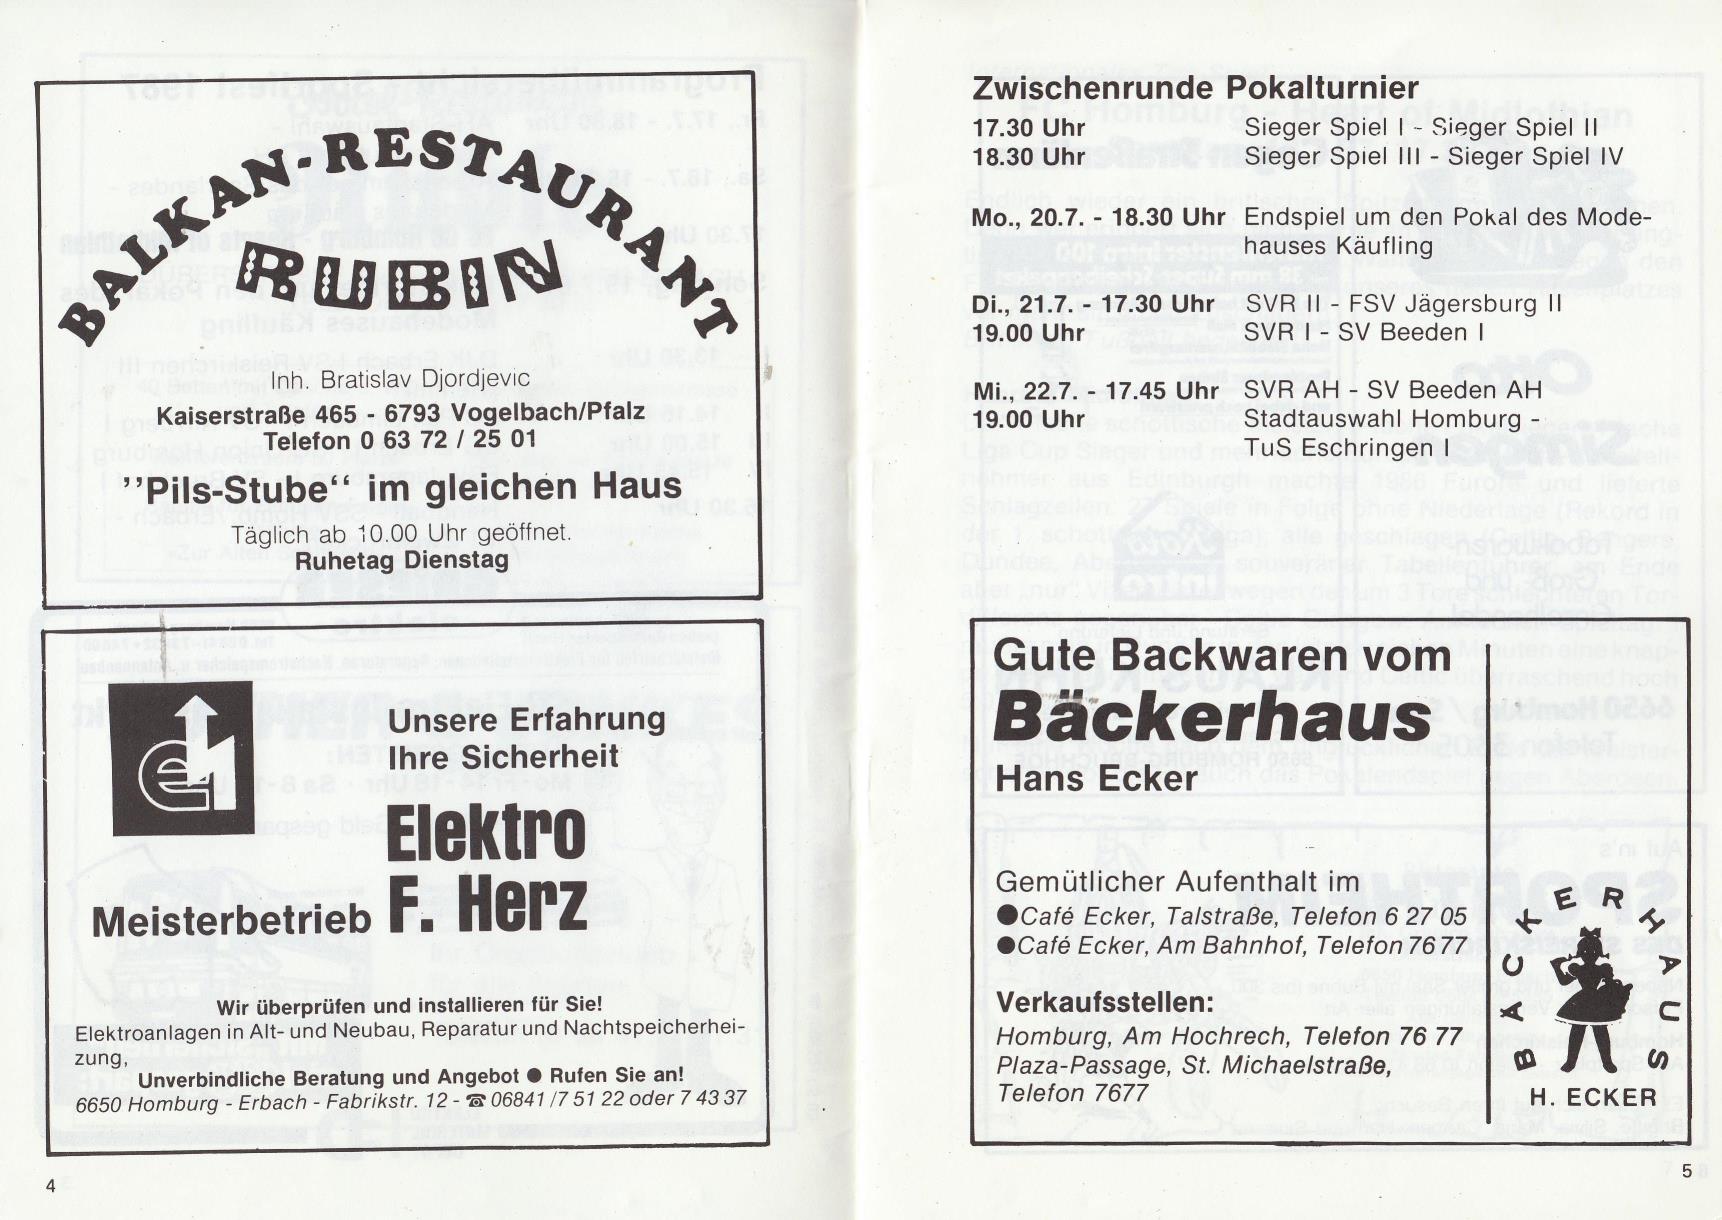 BALKAN-RESTAURANT
RUBIN
Inh. Bratislav Djordjevic
Kaiserstraße 465 - 6793 Vogelbach/Pfalz
Telefon 0 63 72 / 25 01
"Pils-Stube“ im gleichen Haus
Täglich ab 10.00 Uhr geöffnet.
Ruhetag Dienstag
Unsere Erfahrung
Ihre Sicherheit
Elektro
Meisterbetrieb F. Herz
Wir überprüfen und installieren für Sie!
Elektroanlagen in Alt- und Neubau, Reparatur und Nachtspeicherhei-
zung,
Unverbindliche Beratung und Angebot ● Rufen Sie an!
6650 Homburg - Erbach - Fabrikstr. 12 - ☎ 06841 /7 51 22 oder 7 43 37
4
Zwischenrunde Pokalturnier
17.30 Uhr Sieger Spiel I - Sieger Spiel II
18.30 Uhr Sieger Spiel III - Sieger Spiel IV
Mo., 20.7. - 18.30 Uhr Endspiel um den Pokal des Mode-
hauses Käufling
Di., 21.7. - 17.30 Uhr SVR II - FSV Jägersburg II
19.00 Uhr SVR I - SV Beeden I
Mi., 22.7. - 17.45 Uhr SVR AH - SV Beeden AH
19.00 Uhr Stadtauswahl Homburg -
TuS Eschringen I
Gute Backwaren vom
Bäckerhaus
Hans Ecker
Gemütlicher Aufenthalt im
●Café Ecker, Talstraße, Telefon 6 27 05
●Café Ecker, Am Bahnhof, Telefon 76 77
Verkaufsstellen:
Homburg, Am Hochrech, Telefon 76 77
Plaza-Passage, St. Michaelstraße,
Telefon 7677
BÄCKERHAUS
H. ECKER
5